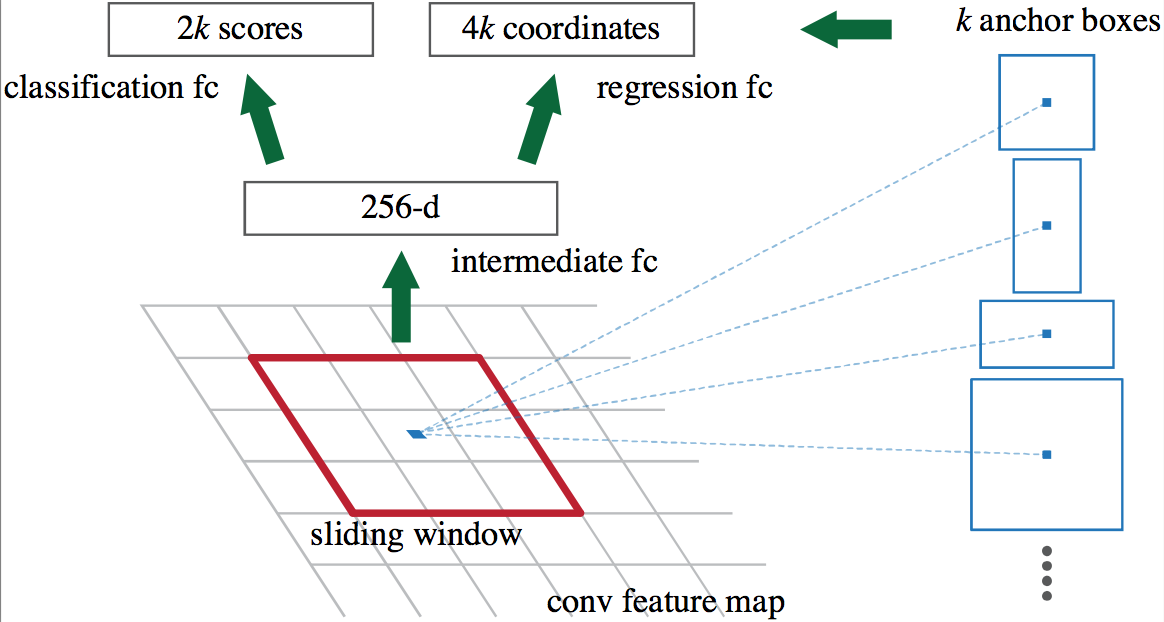 2k scores
4k coordinates
k anchor boxes
classification fc
regression fc
256-d
intermediate fc
sliding window
conv feature map